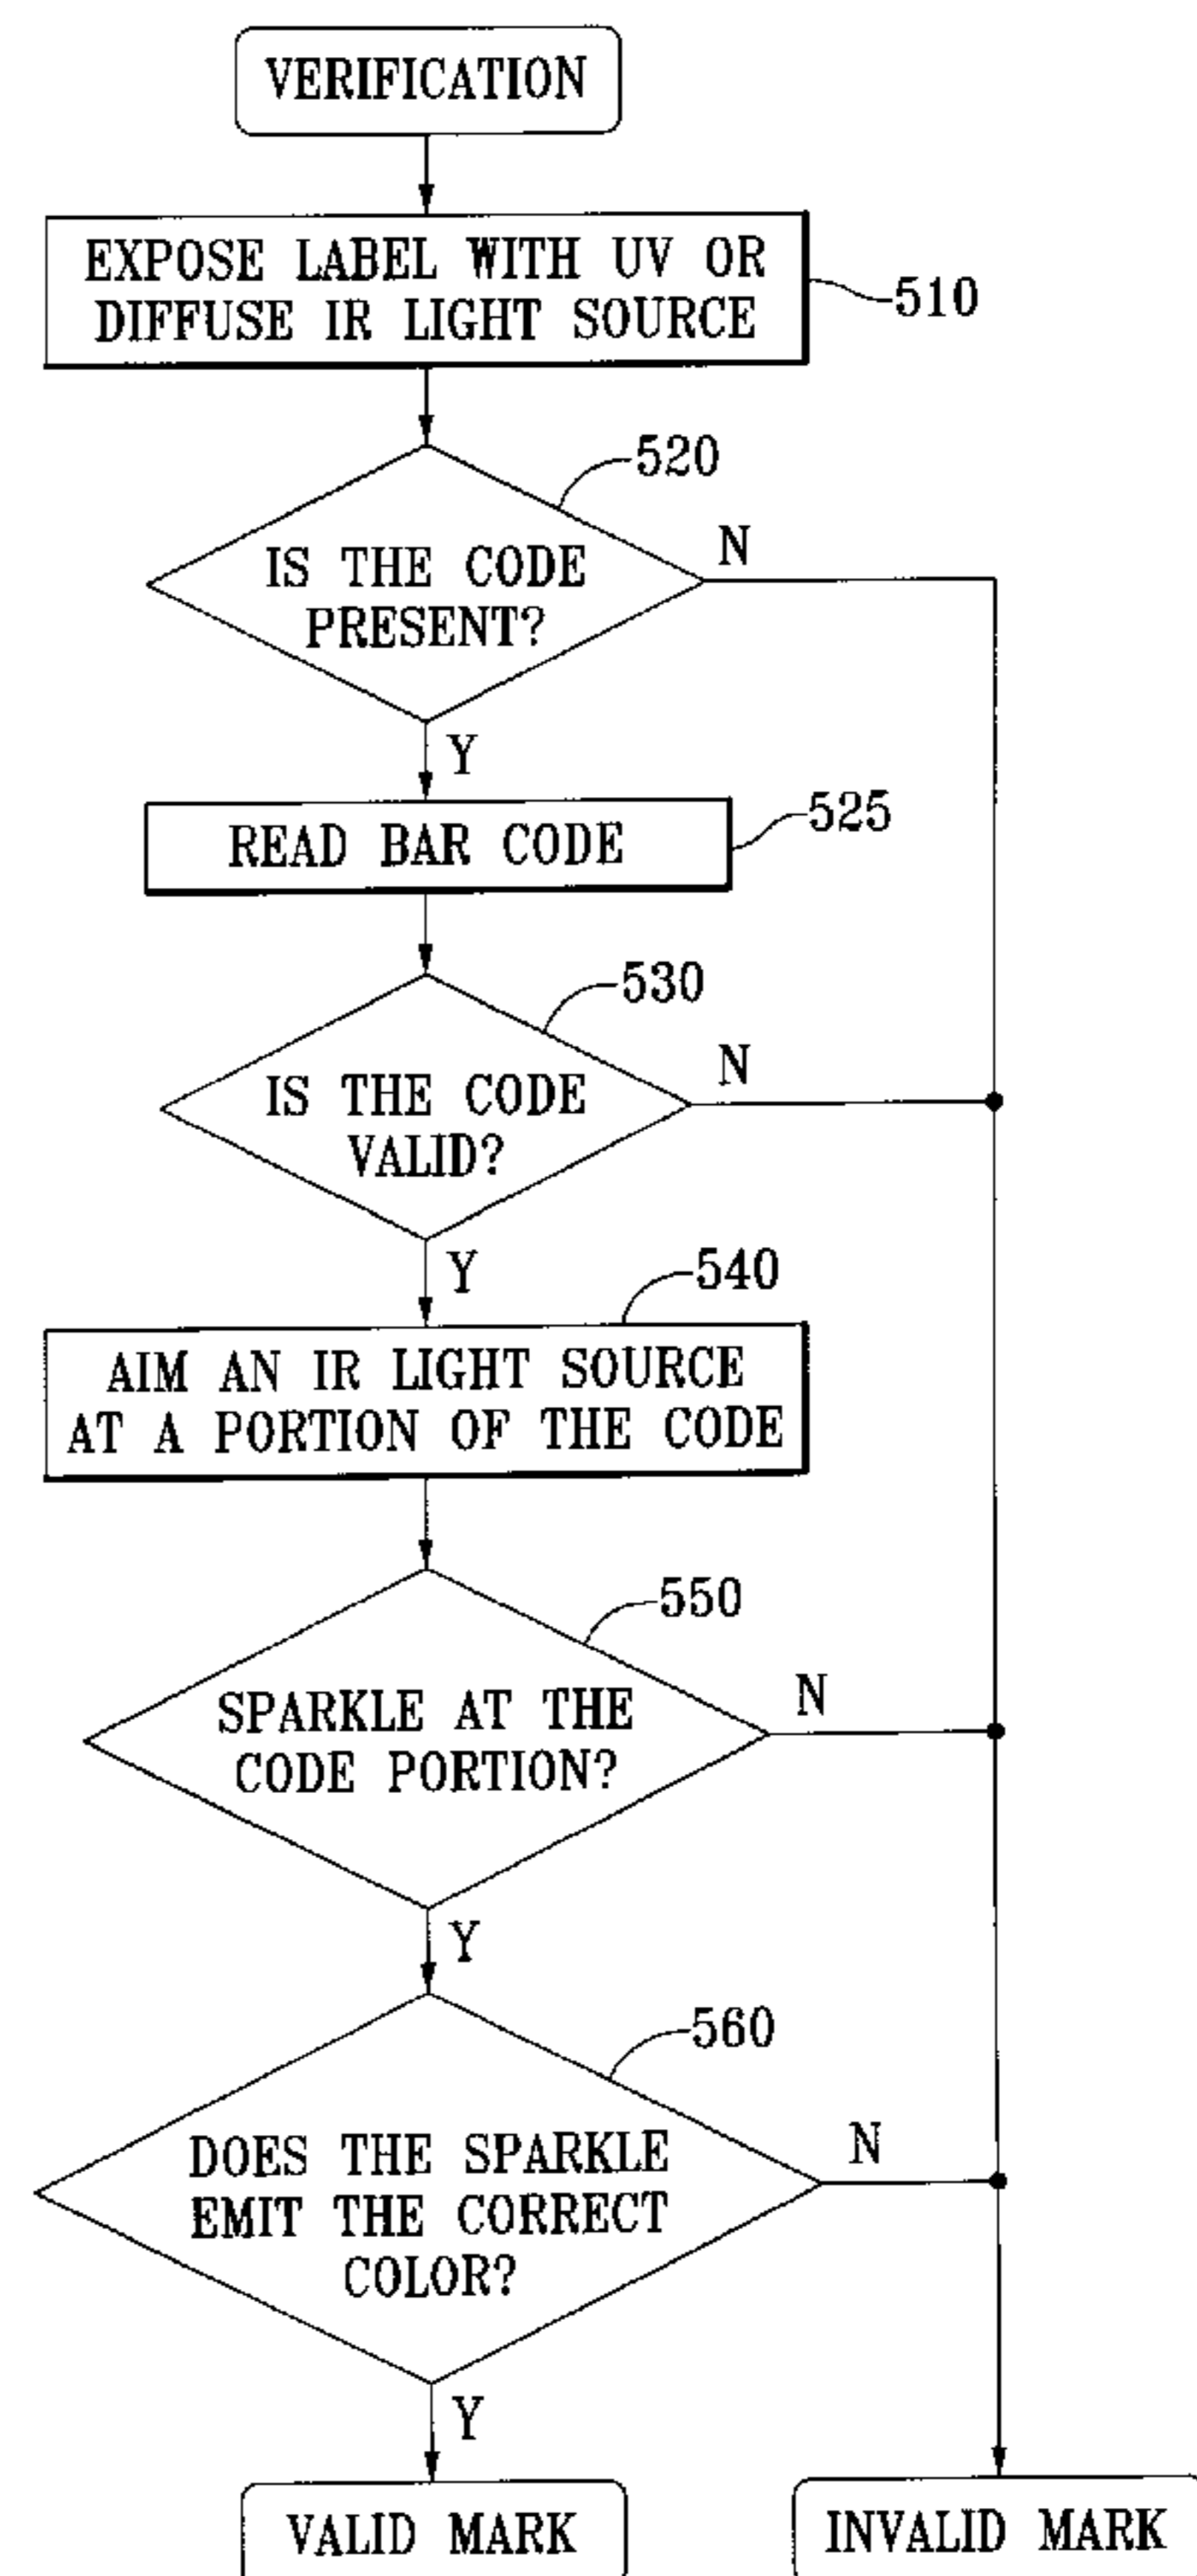 VERIFICATION
EXPOSE LABEL WITH UV OR
DIFFUSE IR LIGHT SOURCE
510
520
IS THE CODE
PRESENT?
N
Y
READ BAR CODE
525
530
IS THE CODE
VALID?
N
Y
540
AIM AN IR LIGHT SOURCE
AT A PORTION OF THE CODE
550
SPARKLE AT THE
CODE PORTION?
N
Y
560
DOES THE SPARKLE
EMIT THE CORRECT
COLOR?
N
Y
VALID MARK
INVALID MARK